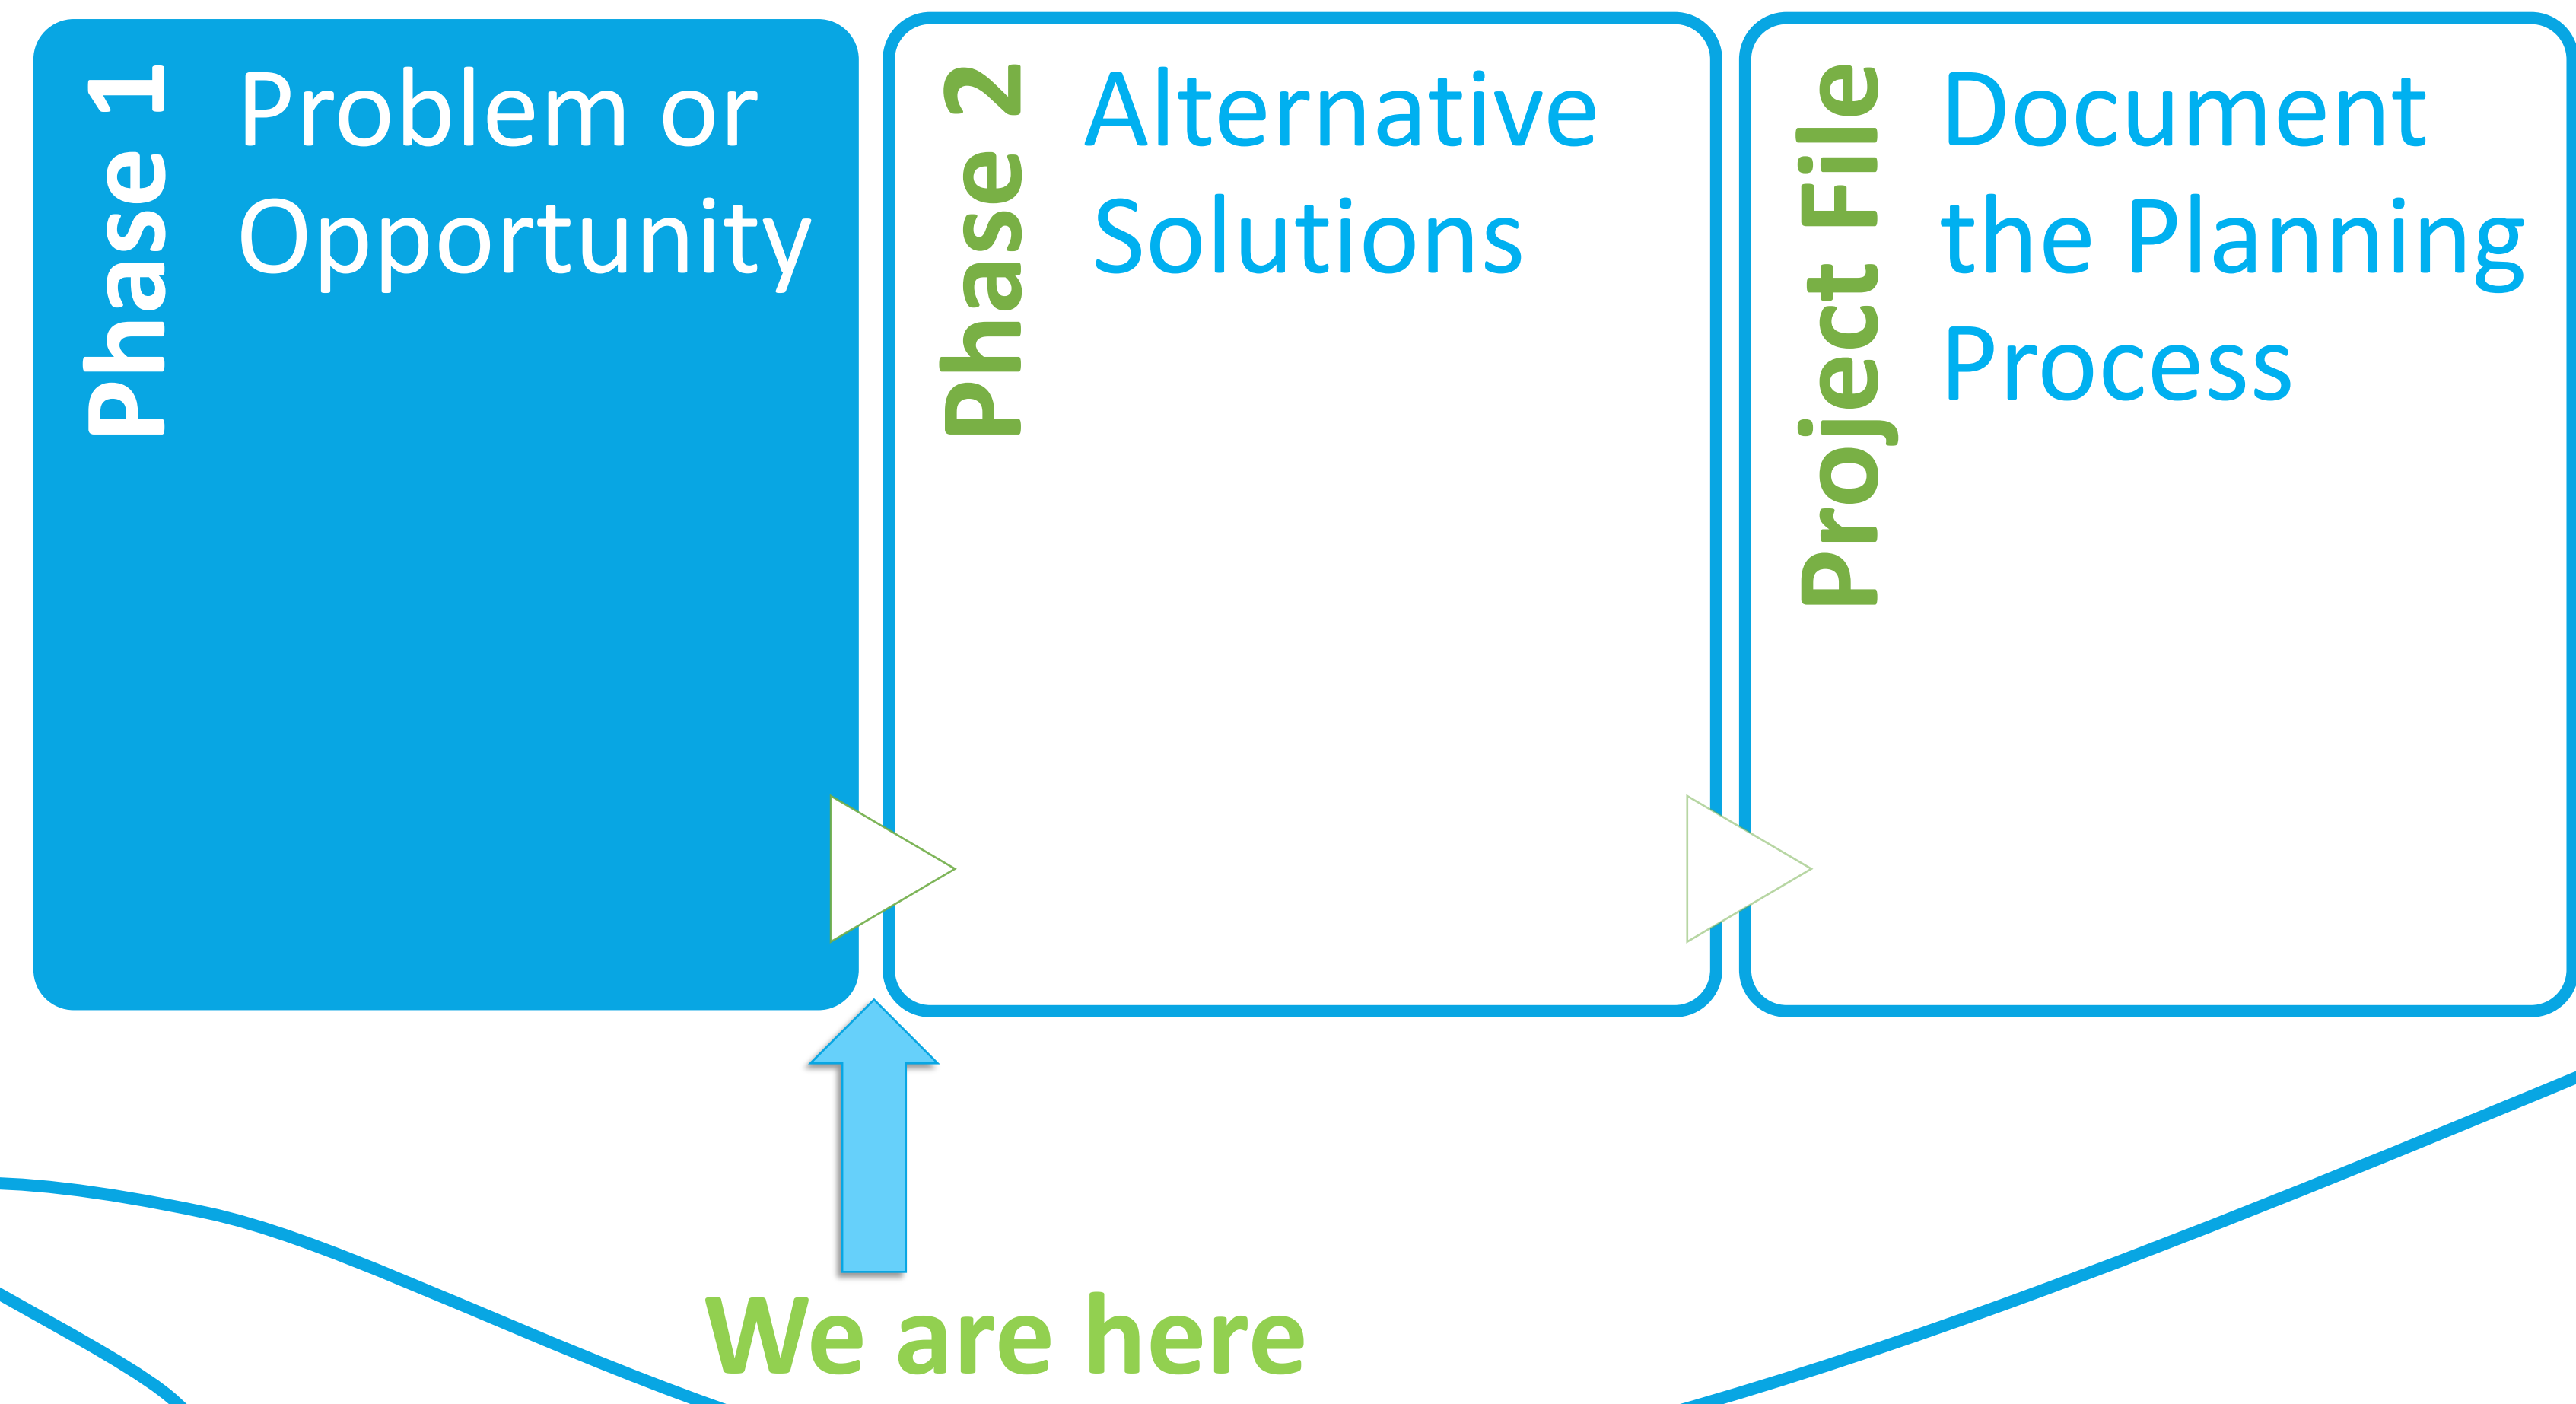 Phase 1
Problem or
Opportunity
Phase 2
Alternative
Solutions
Project File
Document
the Planning
Process
We are here